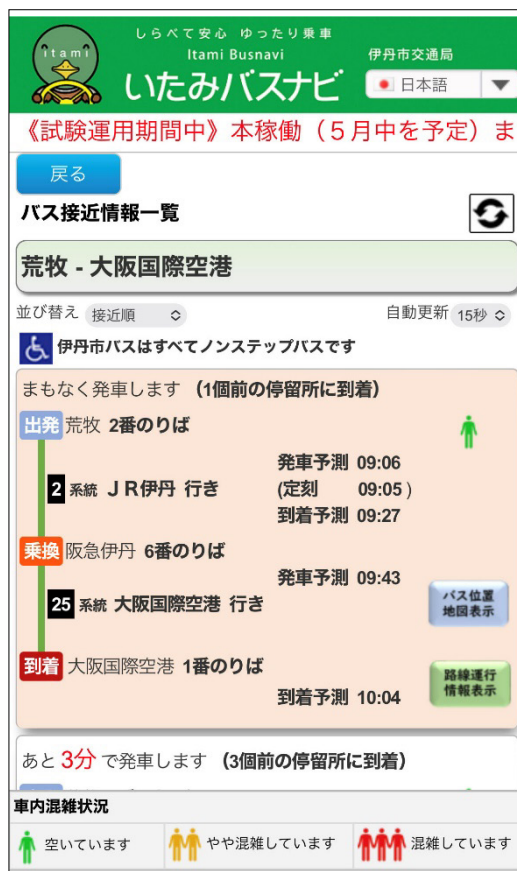 itami
しらべて安心 ゆったり乗車
Itami Busnavi
いたみバスナビ
伊丹市交通局
日本語
《試験運用期間中》本稼働（５月中を予定）ま
戻る
バス接近情報一覧
荒牧 - 大阪国際空港
並び替え 接近順
自動更新 15秒
伊丹市バスはすべてノンステップバスです
まもなく発車します (1個前の停留所に到着)
出発 荒牧 2番のりば
発車予測 09:06
2 系統 ＪＲ伊丹 行き
(定刻 09:05 )
到着予測 09:27
乗換 阪急伊丹 6番のりば
発車予測 09:43
25 系統 大阪国際空港 行き
バス位置
地図表示
到着 大阪国際空港 1番のりば
到着予測 10:04
路線運行
情報表示
あと 3分 で発車します (3個前の停留所に到着)
車内混雑状況
空いています
やや混雑しています
混雑しています